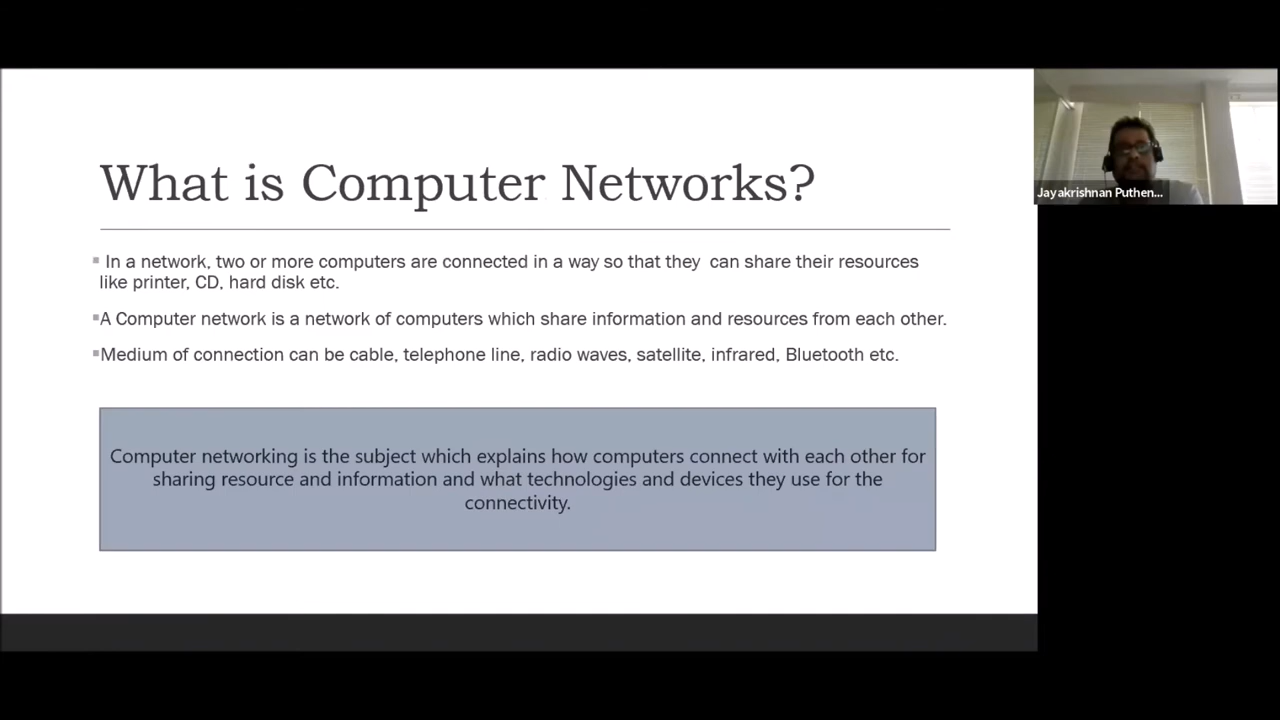 What is Computer Networks?
▪ In a network, two or more computers are connected in a way so that they can share their resources
like printer, CD, hard disk etc.
▪A Computer network is a network of computers which share information and resources from each other.
▪Medium of connection can be cable, telephone line, radio waves, satellite, infrared, Bluetooth etc.
Computer networking is the subject which explains how computers connect with each other for
sharing resource and information and what technologies and devices they use for the
connectivity.
Jayakrishnan Puthen...